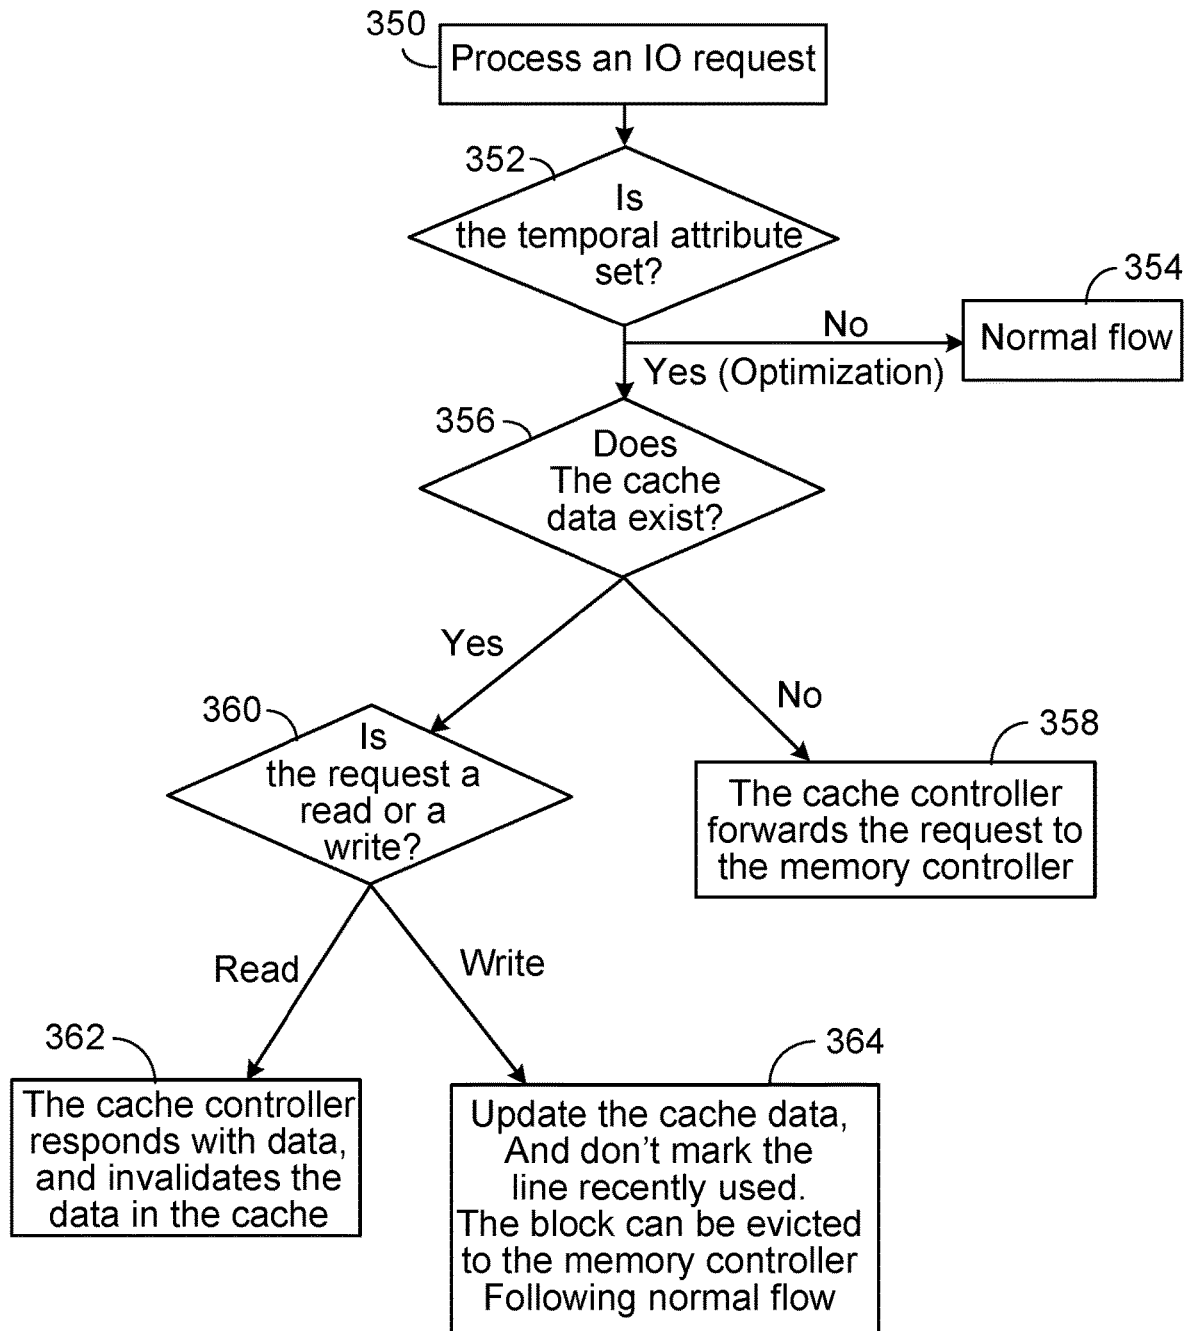 350
Process an IO request
352
Is
the temporal attribute
set?
354
No
Normal flow
Yes (Optimization)
356
Does
The cache
data exist?
Yes
No
360
Is
the request a
read or a
write?
358
The cache controller
forwards the request to
the memory controller
Read
Write
362
The cache controller
responds with data,
and invalidates the
data in the cache
364
Update the cache data,
And don't mark the
line recently used.
The block can be evicted
to the memory controller
Following normal flow